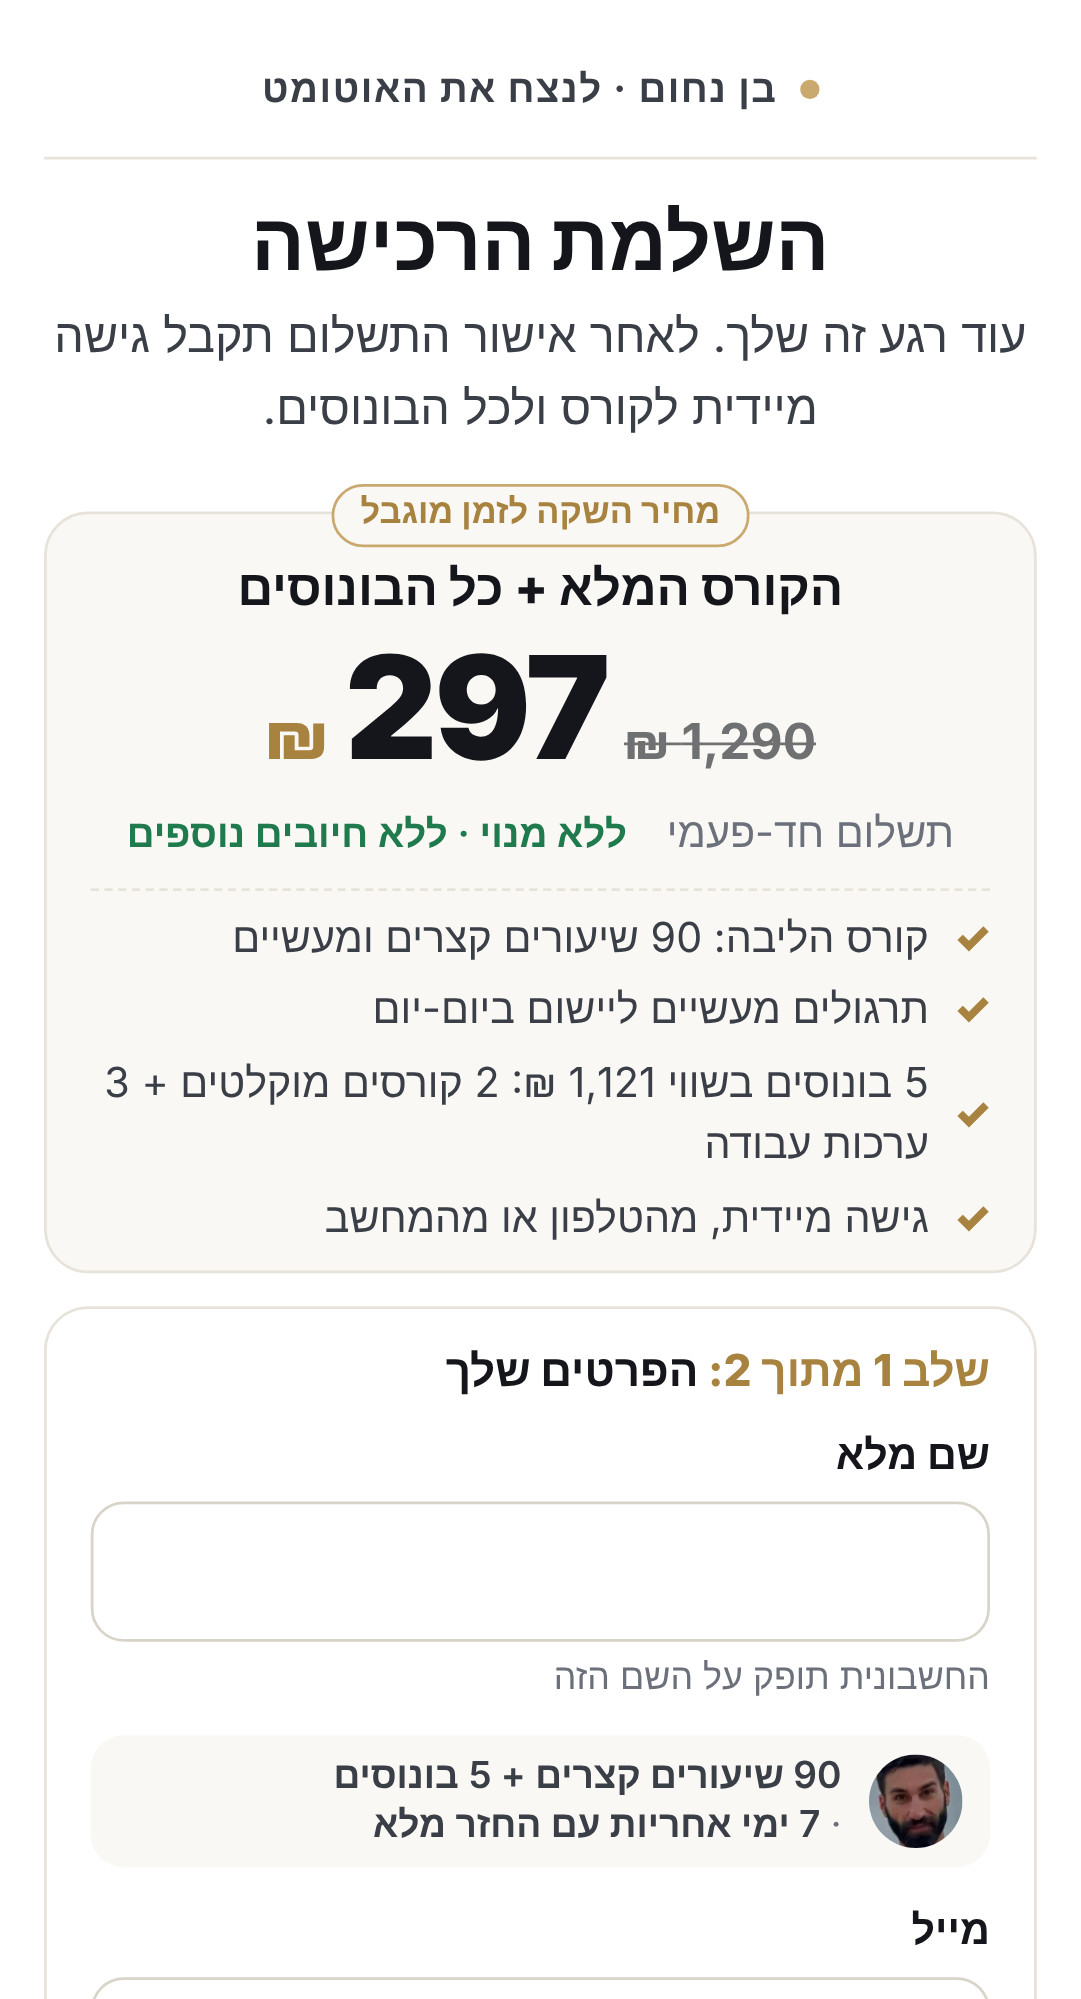 בן נחום · לנצח את האוטומט
השלמת הרכישה
עוד רגע זה שלך. לאחר אישור התשלום תקבל גישה
מיידית לקורס ולכל הבונוסים.
מחיר השקה לזמן מוגבל
הקורס המלא + כל הבונוסים
1,290 ₪ 297 ₪
תשלום חד-פעמי ללא מנוי · ללא חיובים נוספים
קורס הליבה: 90 שיעורים קצרים ומעשיים
תרגולים מעשיים ליישום ביום-יום
5 בונוסים בשווי 1,121 ₪: 2 קורסים מוקלטים + 3
ערכות עבודה
גישה מיידית, מהטלפון או מהמחשב
שלב 1 מתוך 2: הפרטים שלך
שם מלא
החשבונית תופק על השם הזה
90 שיעורים קצרים + 5 בונוסים
· 7 ימי אחריות עם החזר מלא
מייל